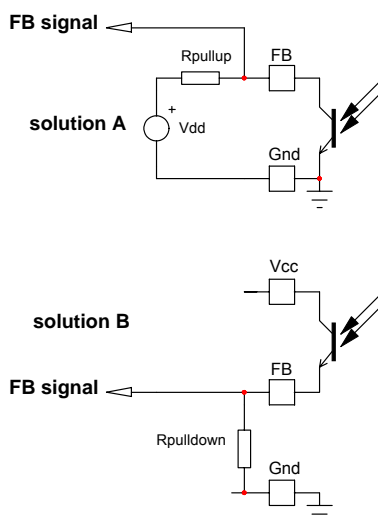 FB signal
Rpullup
FB
solution A
+
Vdd
Gnd
Vcc
solution B
FB signal
FB
Rpulldown
Gnd